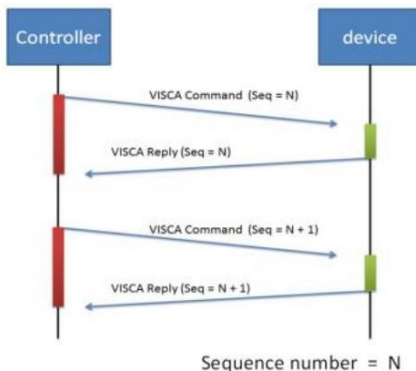 Controller
device
VISCA Command (Seq = N)
VISCA Reply (Seq = N)
VISCA Command (Seq = N + 1)
VISCA Reply (Seq = N + 1)
Sequence number = N